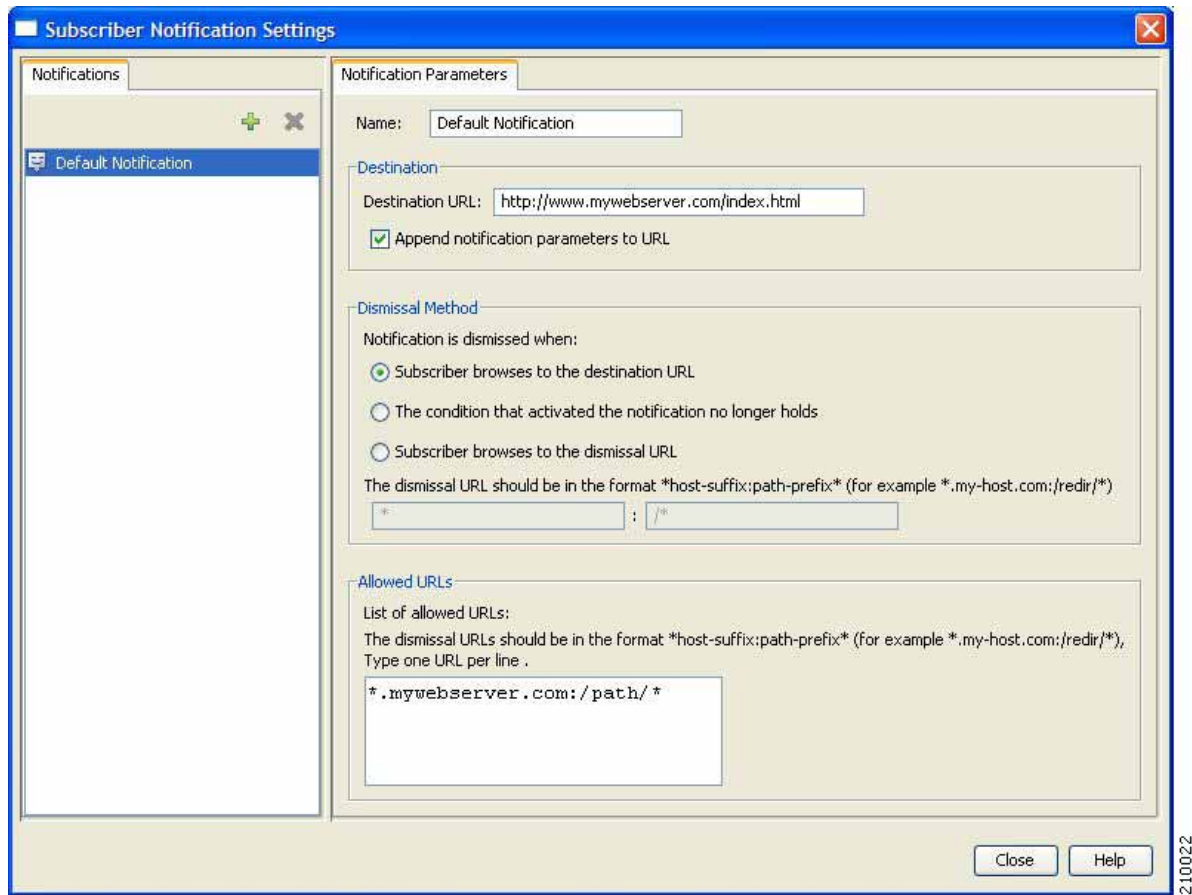 Subscriber Notification Settings
Notifications
Default Notification
Notification Parameters
Name: Default Notification
Destination
Destination URL: http://www.mywebserver.com/index.html
Append notification parameters to URL
Dismissal Method
Notification is dismissed when:
Subscriber browses to the destination URL
The condition that activated the notification no longer holds
Subscriber browses to the dismissal URL
The dismissal URL should be in the format *host-suffix:path-prefix* (for example *.my-host.com:/redir/*)
* : /*
Allowed URLs
List of allowed URLs:
The dismissal URLs should be in the format *host-suffix:path-prefix* (for example *.my-host.com:/redir/*),
Type one URL per line .
*.mywebserver.com:/path/*
Close Help
210022